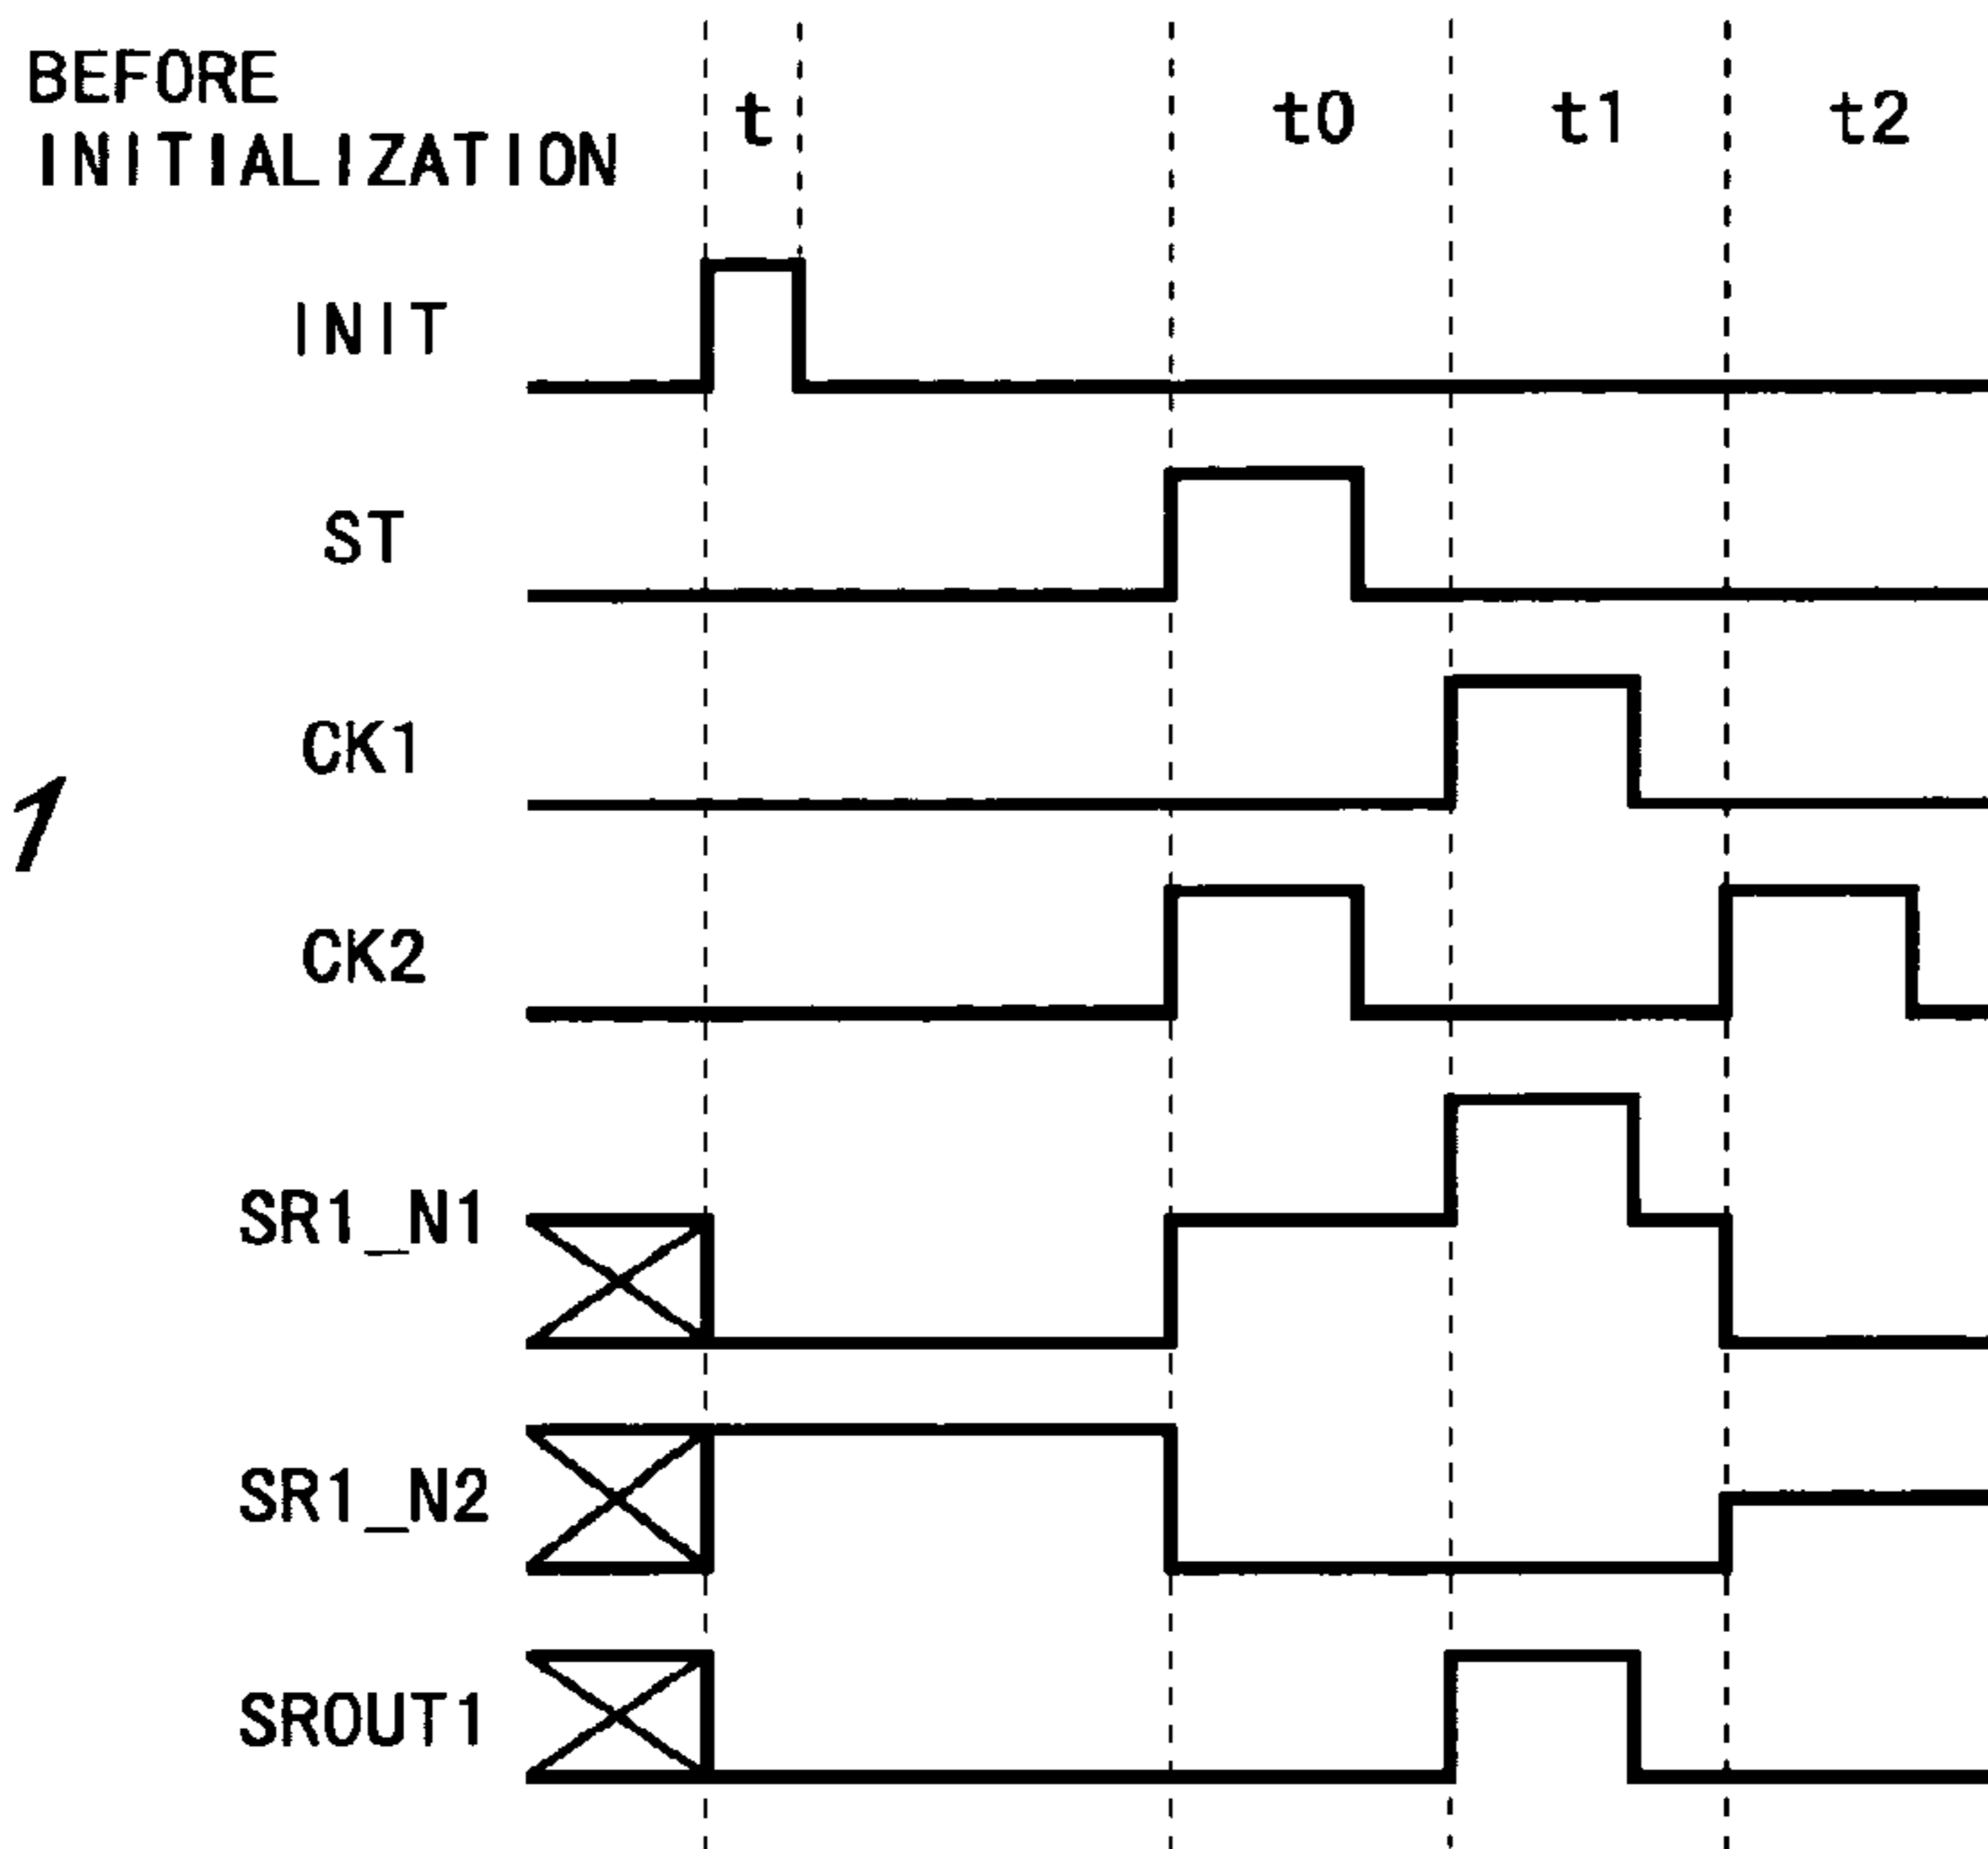 BEFORE
INITIALIZATION
t
t0
t1
t2
INIT
ST
CK1
1
CK2
SR1_N1
SR1_N2
SROUT1